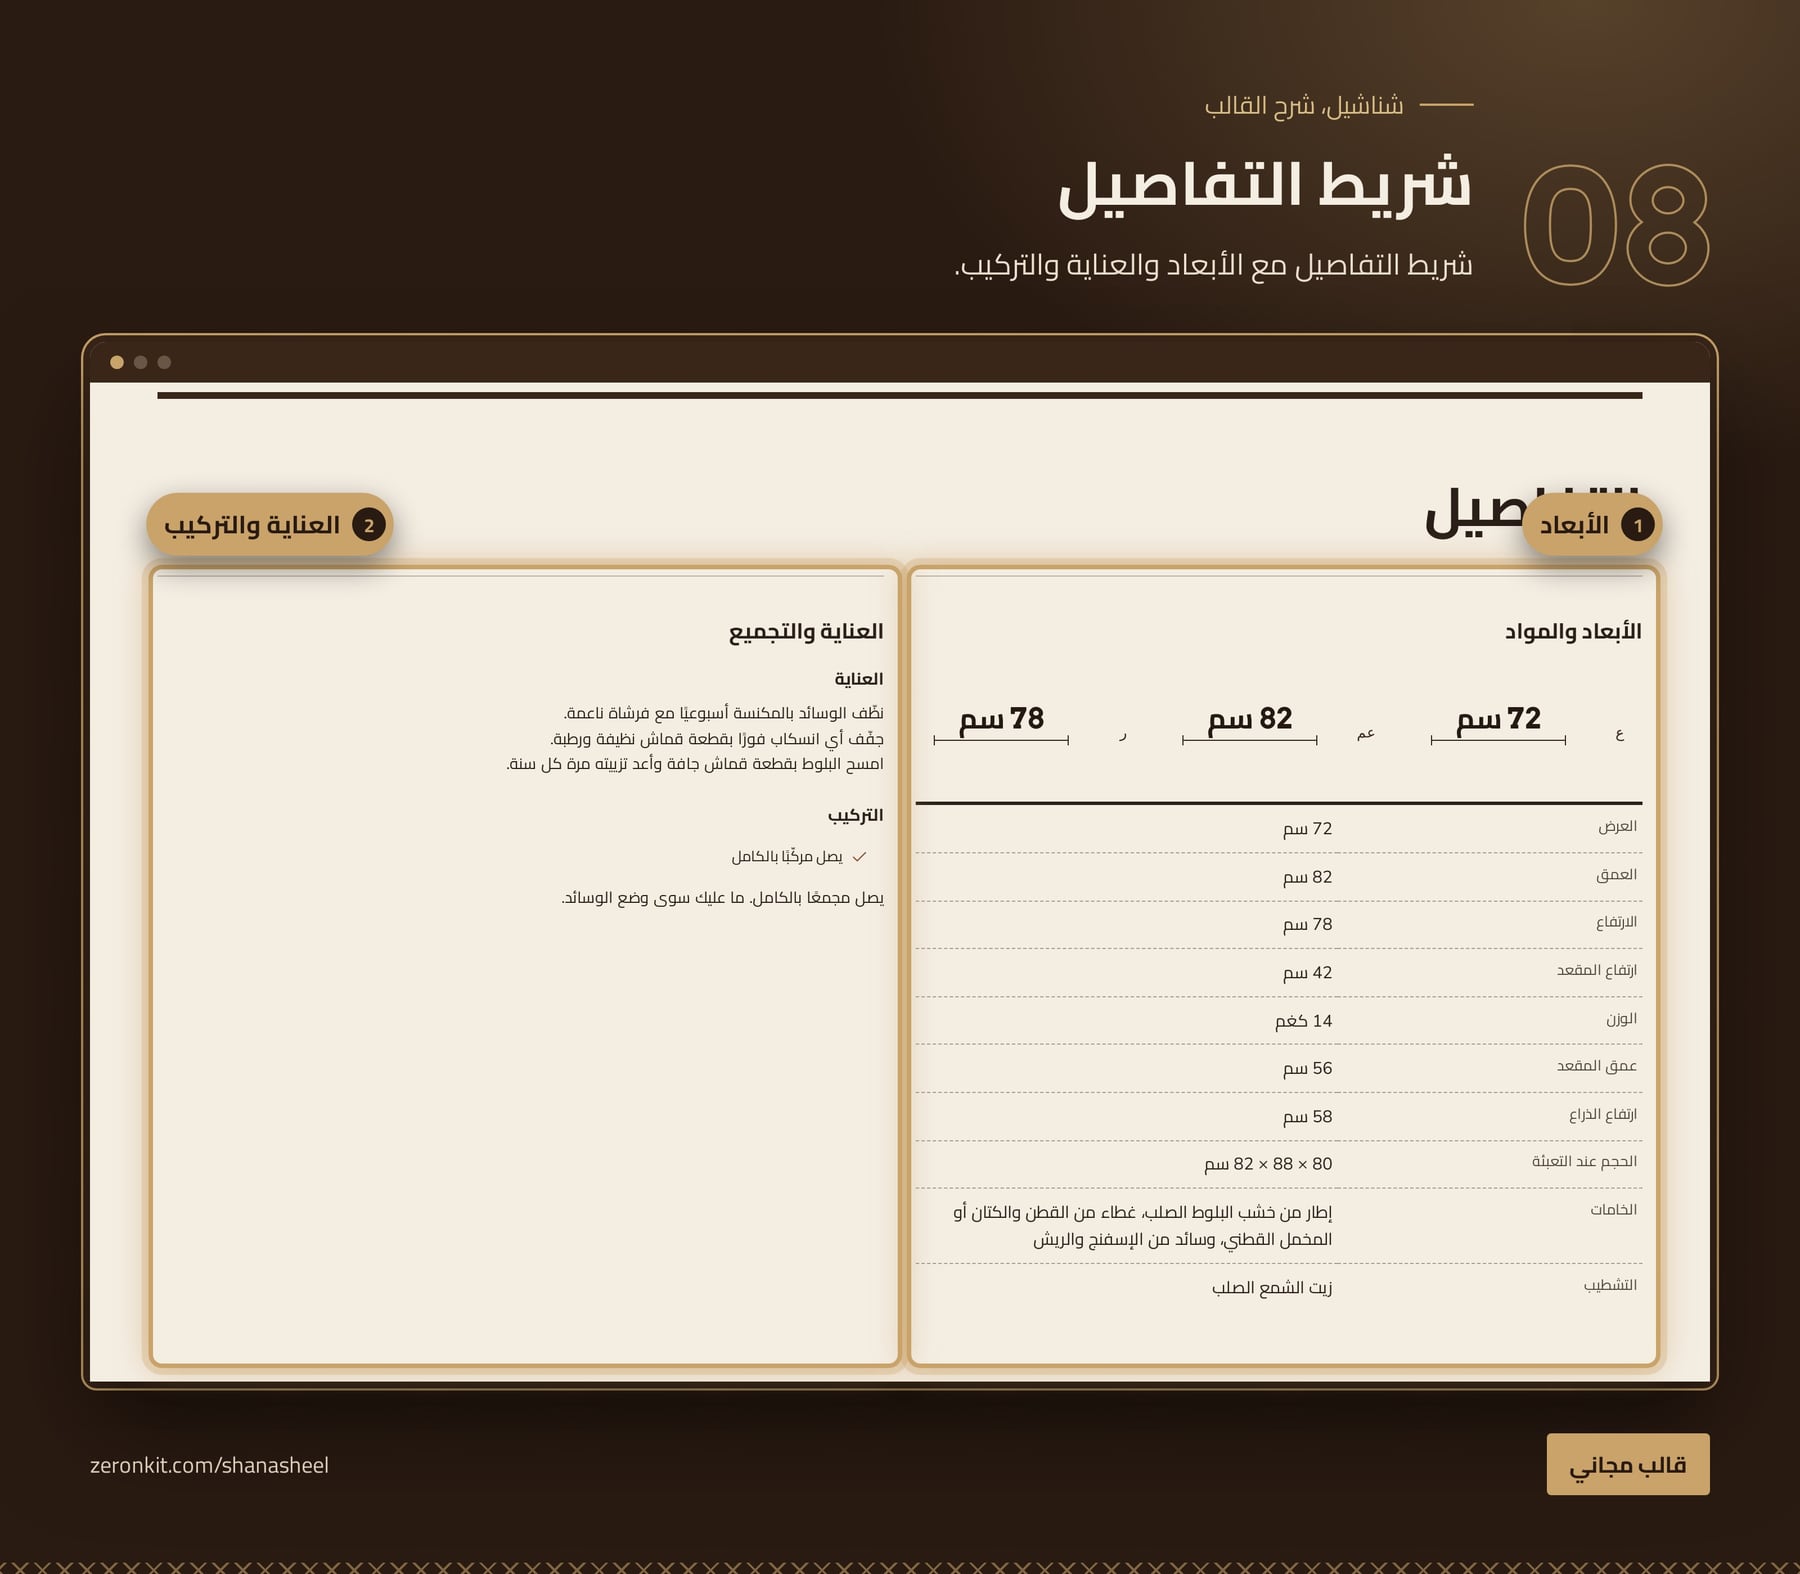 شناشيل، شرح القالب
08
شريط التفاصيل
شريط التفاصيل مع الأبعاد والعناية والتركيب.
1 الأبعاد
2 العناية والتركيب
الأبعاد والمواد
ع 72 سم عم 82 سم ر 78 سم
العرض 72 سم
العمق 82 سم
الارتفاع 78 سم
ارتفاع المقعد 42 سم
الوزن 14 كغم
عمق المقعد 56 سم
ارتفاع الذراع 58 سم
الحجم عند التعبئة 80 × 88 × 82 سم
الخامات إطار من خشب البلوط الصلب، غطاء من القطن والكتان أو
المخمل القطني، وسائد من الإسفنج والريش
التشطيب زيت الشمع الصلب
العناية والتجميع
العناية
نظّف الوسائد بالمكنسة أسبوعيًا مع فرشاة ناعمة.
جفّف أي انسكاب فورًا بقطعة قماش نظيفة ورطبة.
امسح البلوط بقطعة قماش جافة وأعد تزييته مرة كل سنة.
التركيب
يصل مركّبًا بالكامل
يصل مجمعًا بالكامل. ما عليك سوى وضع الوسائد.
قالب مجاني
zeronkit.com/shanasheel